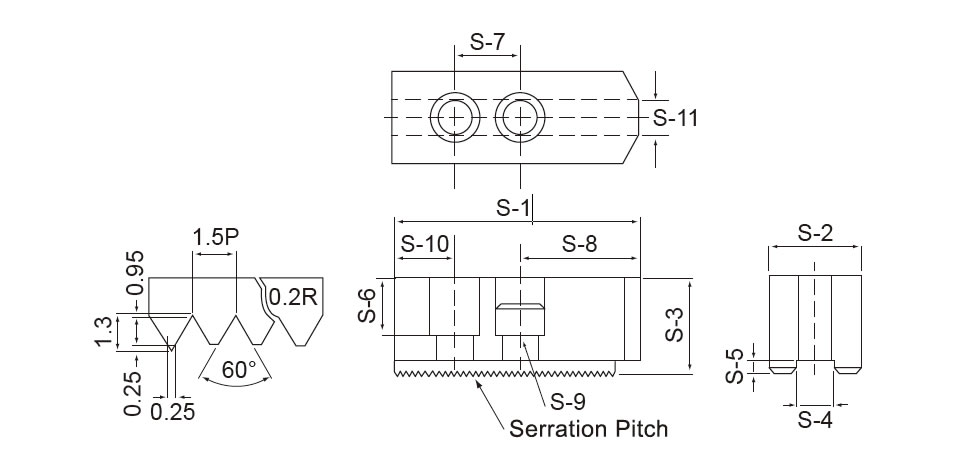 S-7
S-11
S-1
S-10
S-8
S-2
1.5P
0.95
0.2R
S-6
S-3
1.3
S-5
60°
0.25
0.25
S-9
S-4
Serration Pitch